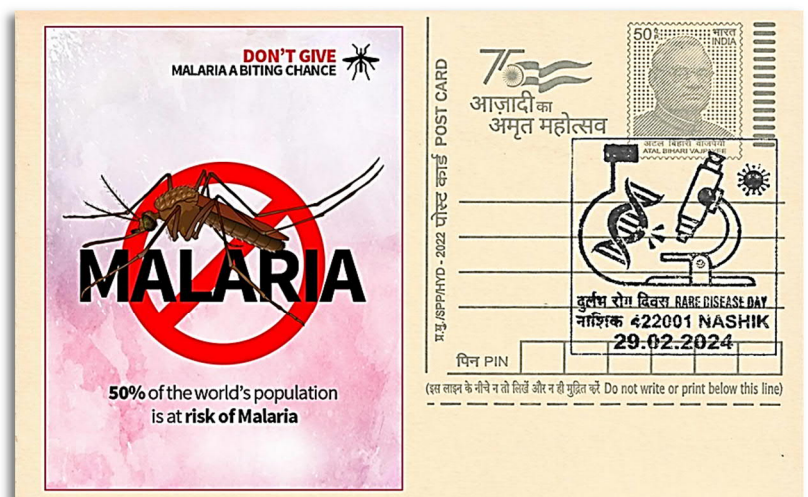 DON'T GIVE
MALARIA A BITING CHANCE
MALARIA
50% of the world's population
is at risk of Malaria
प्र.मु./SPP/HYD - 2022 पोस्ट कार्ड POST CARD
75
आज़ादी का
अमृत महोत्सव
50
भारत
INDIA
अटल बिहारी वाजपेयी
ATAL BIHARI VAJPAYEE
दुर्लभ रोग दिवस RARE DISEASE DAY
नाशिक 422001 NASHIK
29.02.2024
पिन PIN
(इस लाइन के नीचे न तो लिखें और न ही मुद्रित करें Do not write or print below this line)